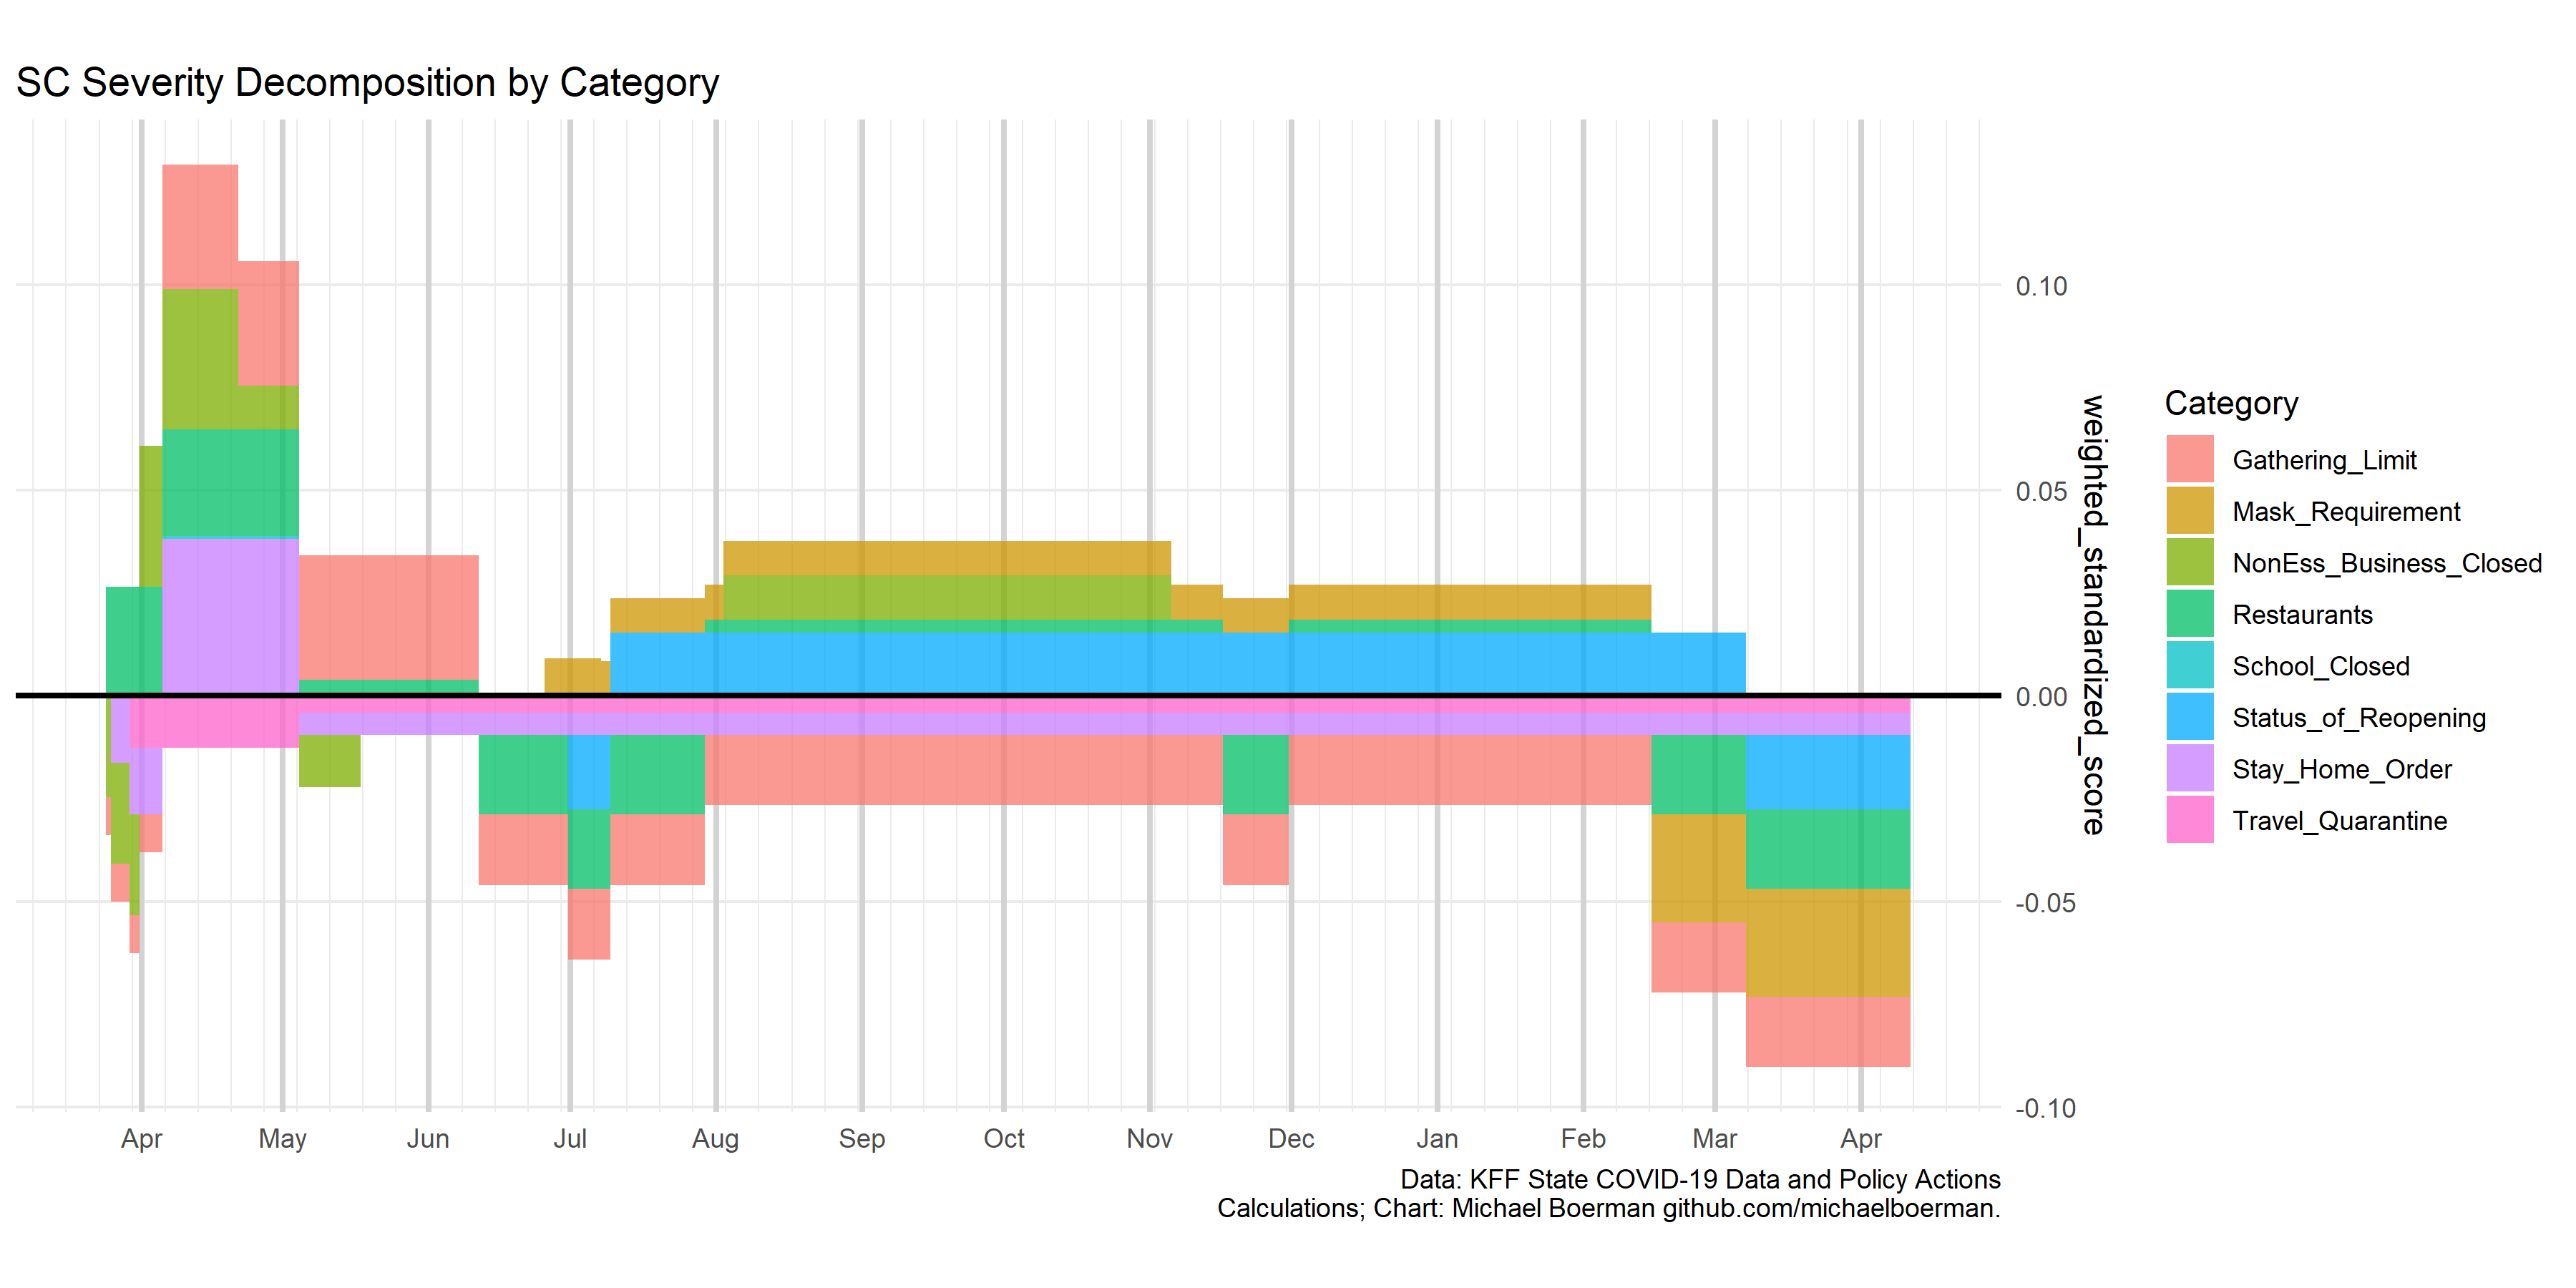 SC Severity Decomposition by Category
0.10
0.05
0.00
-0.05
-0.10
weighted_standardized_score
Category
Gathering_Limit
Mask_Requirement
NonEss_Business_Closed
Restaurants
School_Closed
Status_of_Reopening
Stay_Home_Order
Travel_Quarantine
Apr May Jun Jul Aug Sep Oct Nov Dec Jan Feb Mar Apr
Data: KFF State COVID-19 Data and Policy Actions
Calculations; Chart: Michael Boerman github.com/michaelboerman.